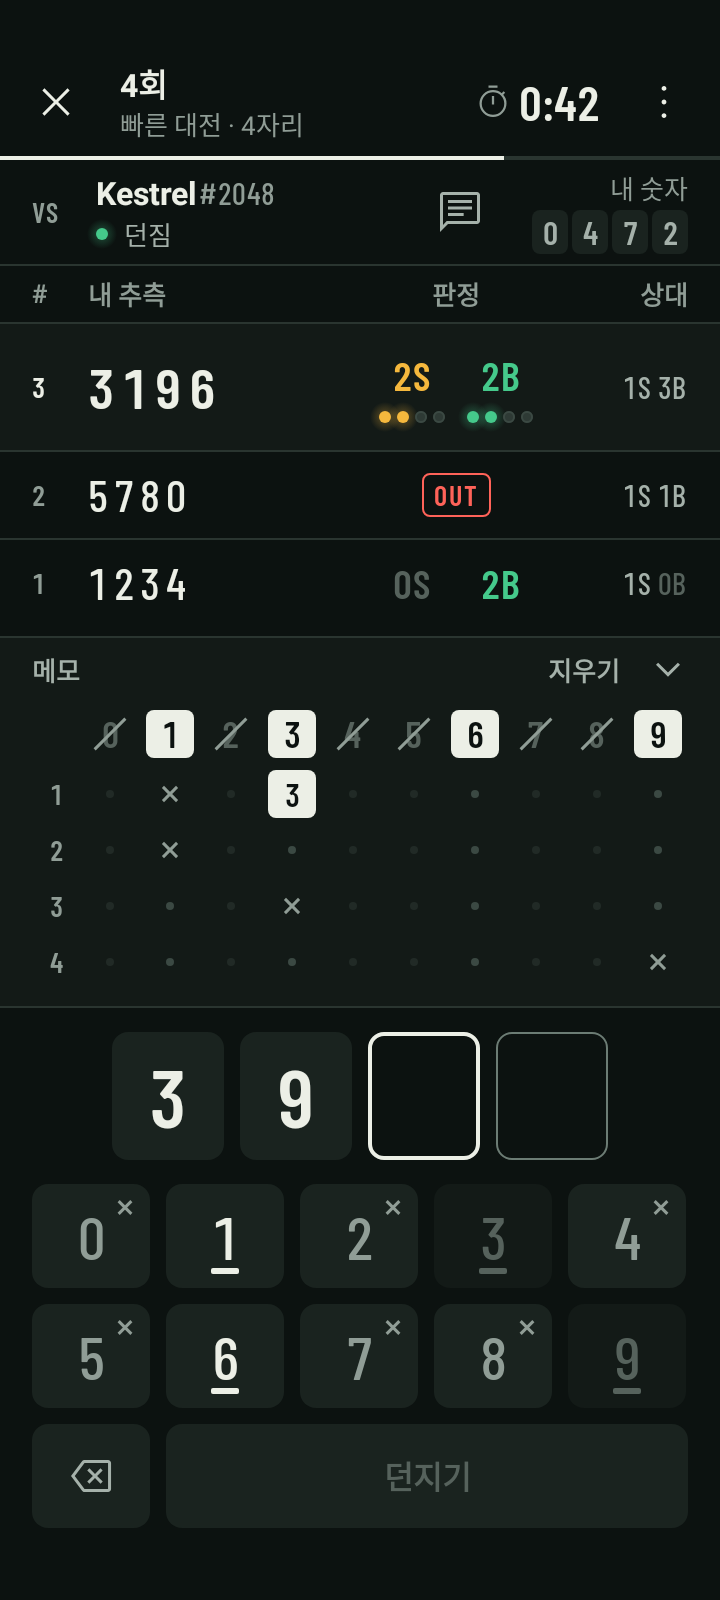 4회
빠른 대전 · 4자리
0:42
VS
Kestrel #2048
던짐
내 숫자
0 4 7 2
# 내 추측 판정 상대
3 3196 2S 2B 1S 3B
2 5780 OUT 1S 1B
1 1234 0S 2B 1S 0B
메모 지우기
0 1 2 3 4 5 6 7 8 9
1 × 3
2 ×
3 ×
4 ×
3 9
0 1 2 3 4
5 6 7 8 9
던지기